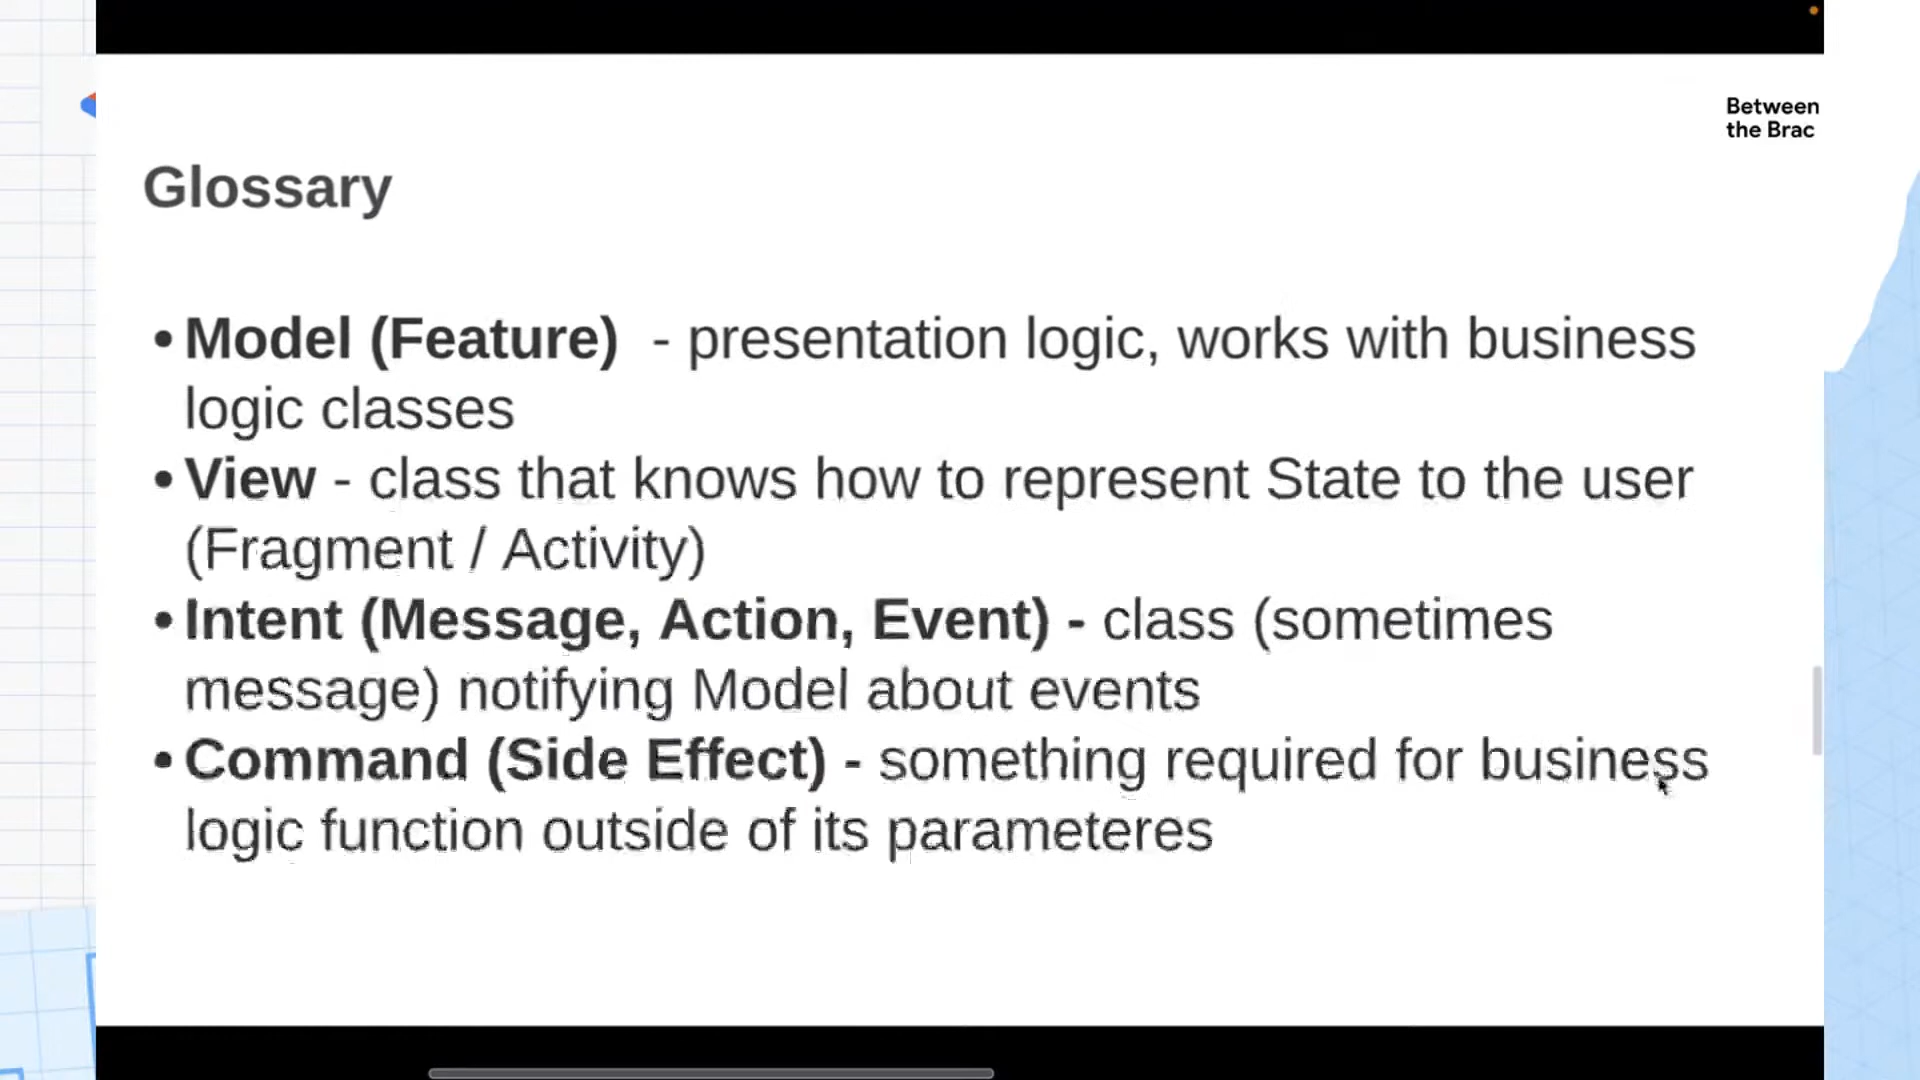 Between
the Brac
Glossary
• Model (Feature)  - presentation logic, works with business
logic classes
• View - class that knows how to represent State to the user
(Fragment / Activity)
• Intent (Message, Action, Event) - class (sometimes
message) notifying Model about events
• Command (Side Effect) - something required for business
logic function outside of its parameteres